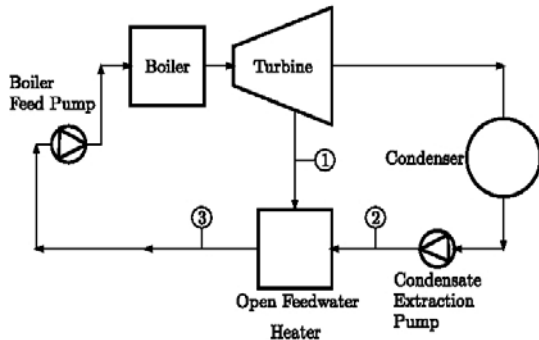 Boiler
Turbine
Boiler
Feed Pump
1
Condenser
3
2
Open Feedwater
Heater
Condensate
Extraction
Pump